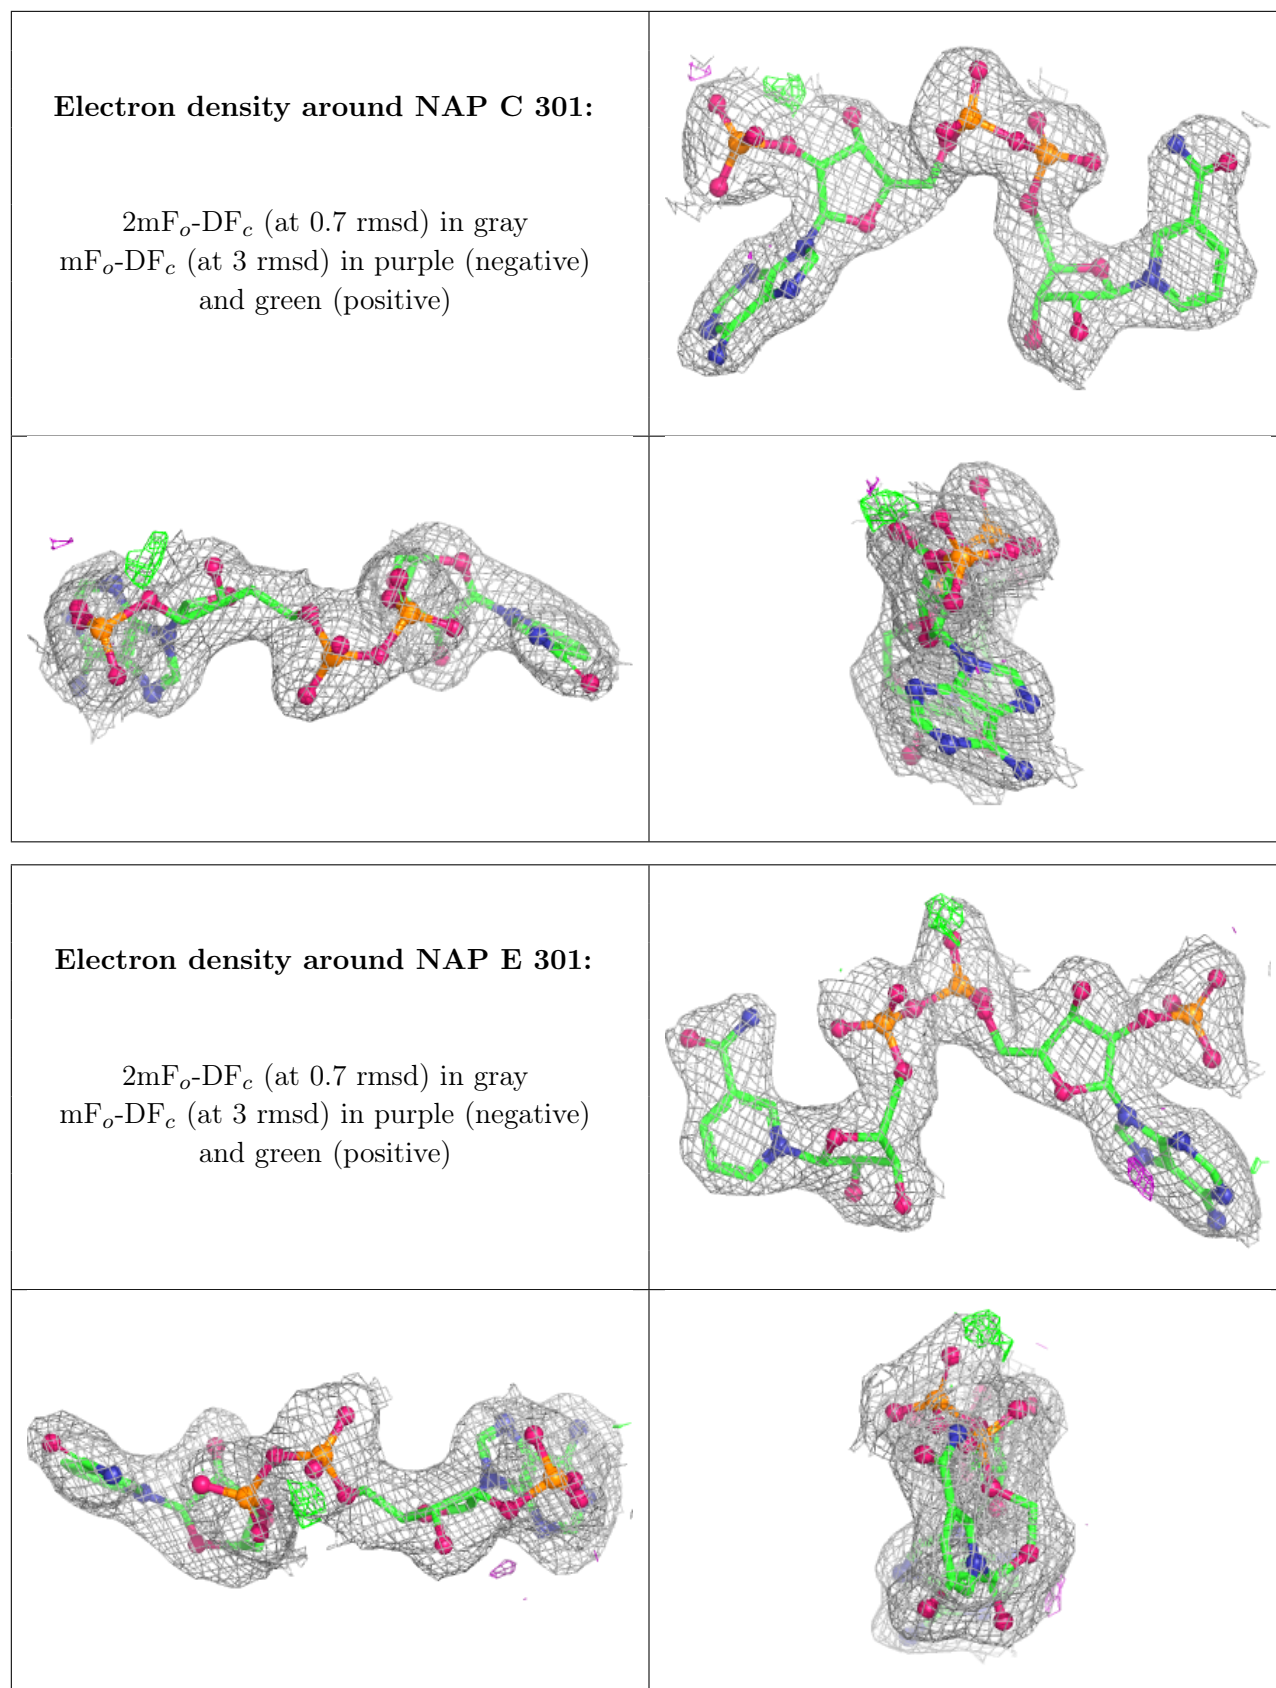 Electron density around NAP C 301:
2mFo-DFc (at 0.7 rmsd) in gray
mFo-DFc (at 3 rmsd) in purple (negative)
and green (positive)
Electron density around NAP E 301:
2mFo-DFc (at 0.7 rmsd) in gray
mFo-DFc (at 3 rmsd) in purple (negative)
and green (positive)